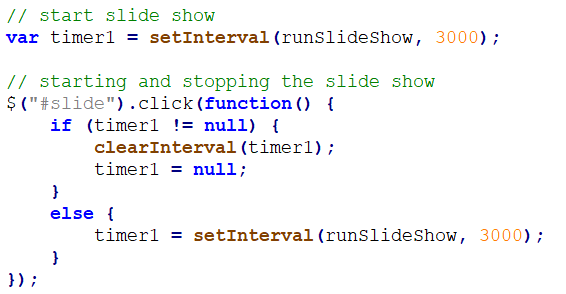 // start slide show
var timer1 = setInterval(runSlideShow, 3000);
// starting and stopping the slide show
$("#slide").click(function() {
    if (timer1 != null) {
        clearInterval(timer1);
        timer1 = null;
    }
    else {
        timer1 = setInterval(runSlideShow, 3000);
    }
});